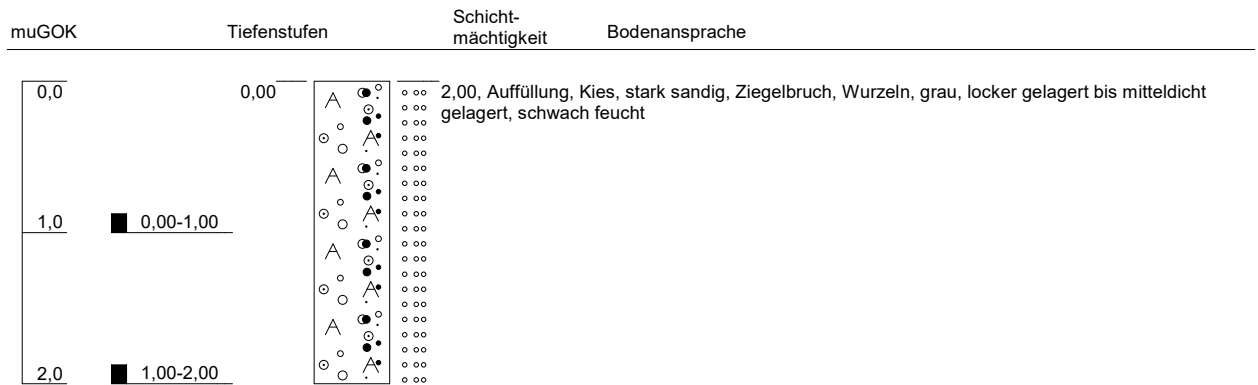 muGOK Tiefenstufen Schicht- mächtigkeit Bodenansprache
0,0 0,00 2,00, Auffüllung, Kies, stark sandig, Ziegelbruch, Wurzeln, grau, locker gelagert bis mitteldicht
gelagert, schwach feucht
1,0 0,00-1,00
2,0 1,00-2,00